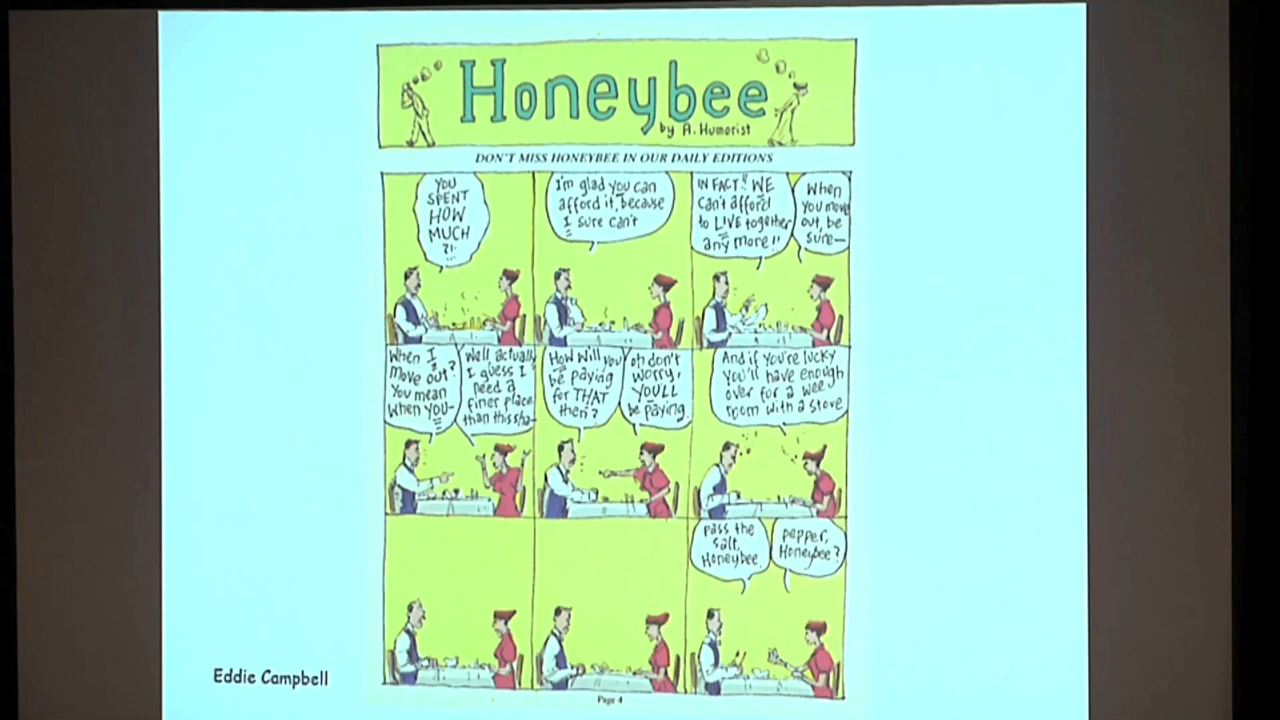 Honeybee
by A. Humorist
DON'T MISS HONEYBEE IN OUR DAILY EDITIONS
YOU
SPENT
HOW
MUCH
?!
I'm glad you can
afford it, because
I sure can't
IN FACT!! WE
can't afford
to LIVE together
any more!!
When
you move
out, be
sure—
When I
move out?
You mean
when you-
Well, actually
I guess I'll
need a
finer place
than this sha-
How will you
be paying
for THAT
then?
oh don't
worry,
YOU'LL
be paying.
And if you're lucky
you'll have enough
over for a wee
room with a stove
pass the
salt,
Honeybee.
pepper,
Honeybee?
Eddie Campbell
Page 4